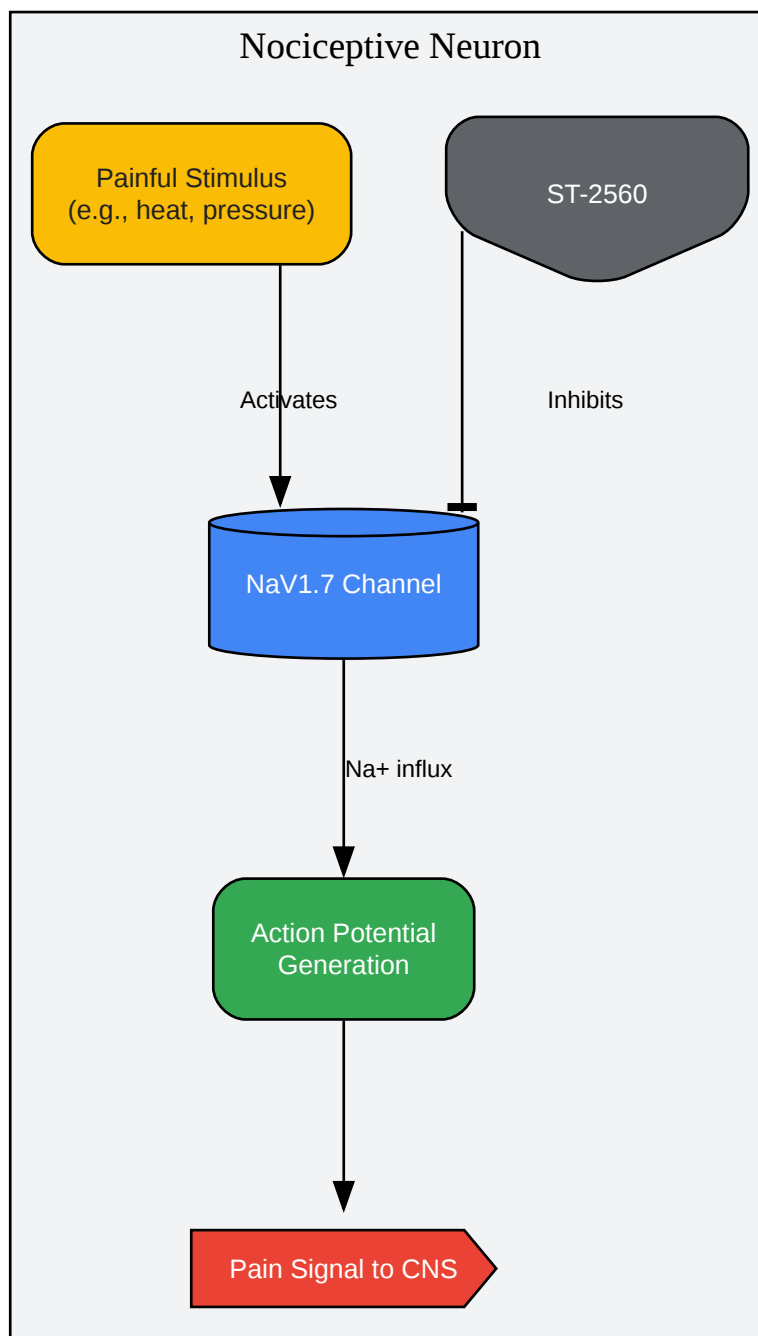 Nociceptive Neuron
Painful Stimulus
(e.g., heat, pressure)
ST-2560
Activates
Inhibits
NaV1.7 Channel
Na+ influx
Action Potential
Generation
Pain Signal to CNS